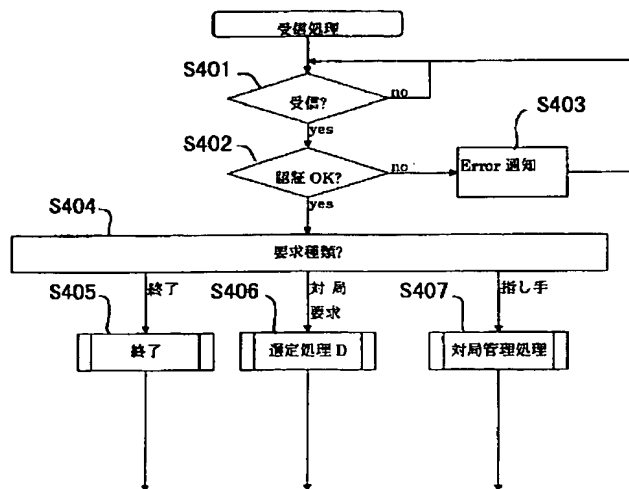 受信処理
S401
受信?
no
yes
S402
認証 OK?
no
yes
S403
Error 通知
S404
要求種類?
終了
対局
要求
指し手
S405
終了
S406
選定処理 D
S407
対局管理処理